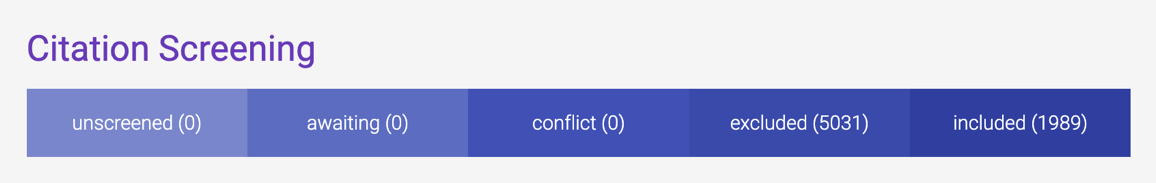 Citation Screening
unscreened (0) awaiting (0) conflict (0) excluded (5031) included (1989)